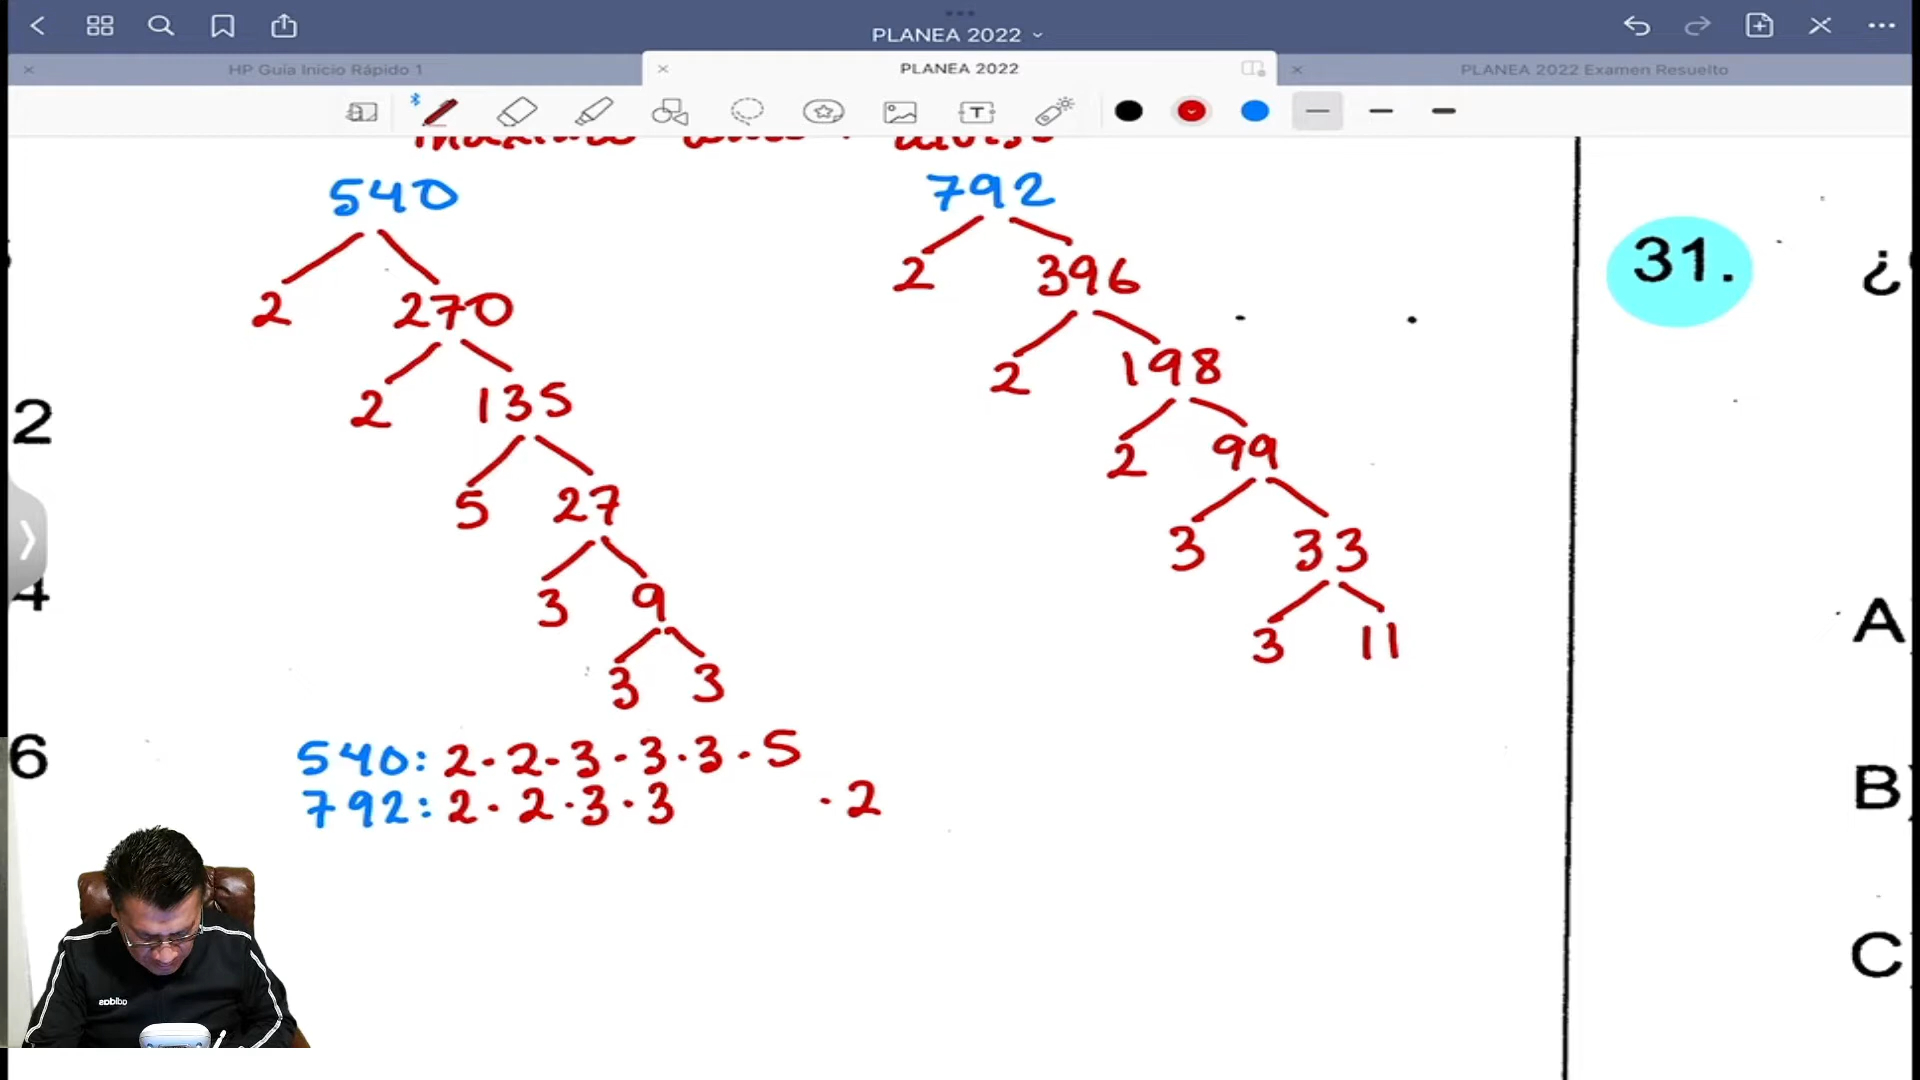 PLANEA 2022
HP Guía Inicio Rápido 1
PLANEA 2022
PLANEA 2022 Examen Resuelto
T
540
792
2 270
2 396
2 135
2 198
5 27
2 99
3 9
3 33
3 3
3 11
540: 2·2·3·3·3·5
792: 2·2·3·3 ·2
2
4
6
31. ¿
A
B)
C
adidas